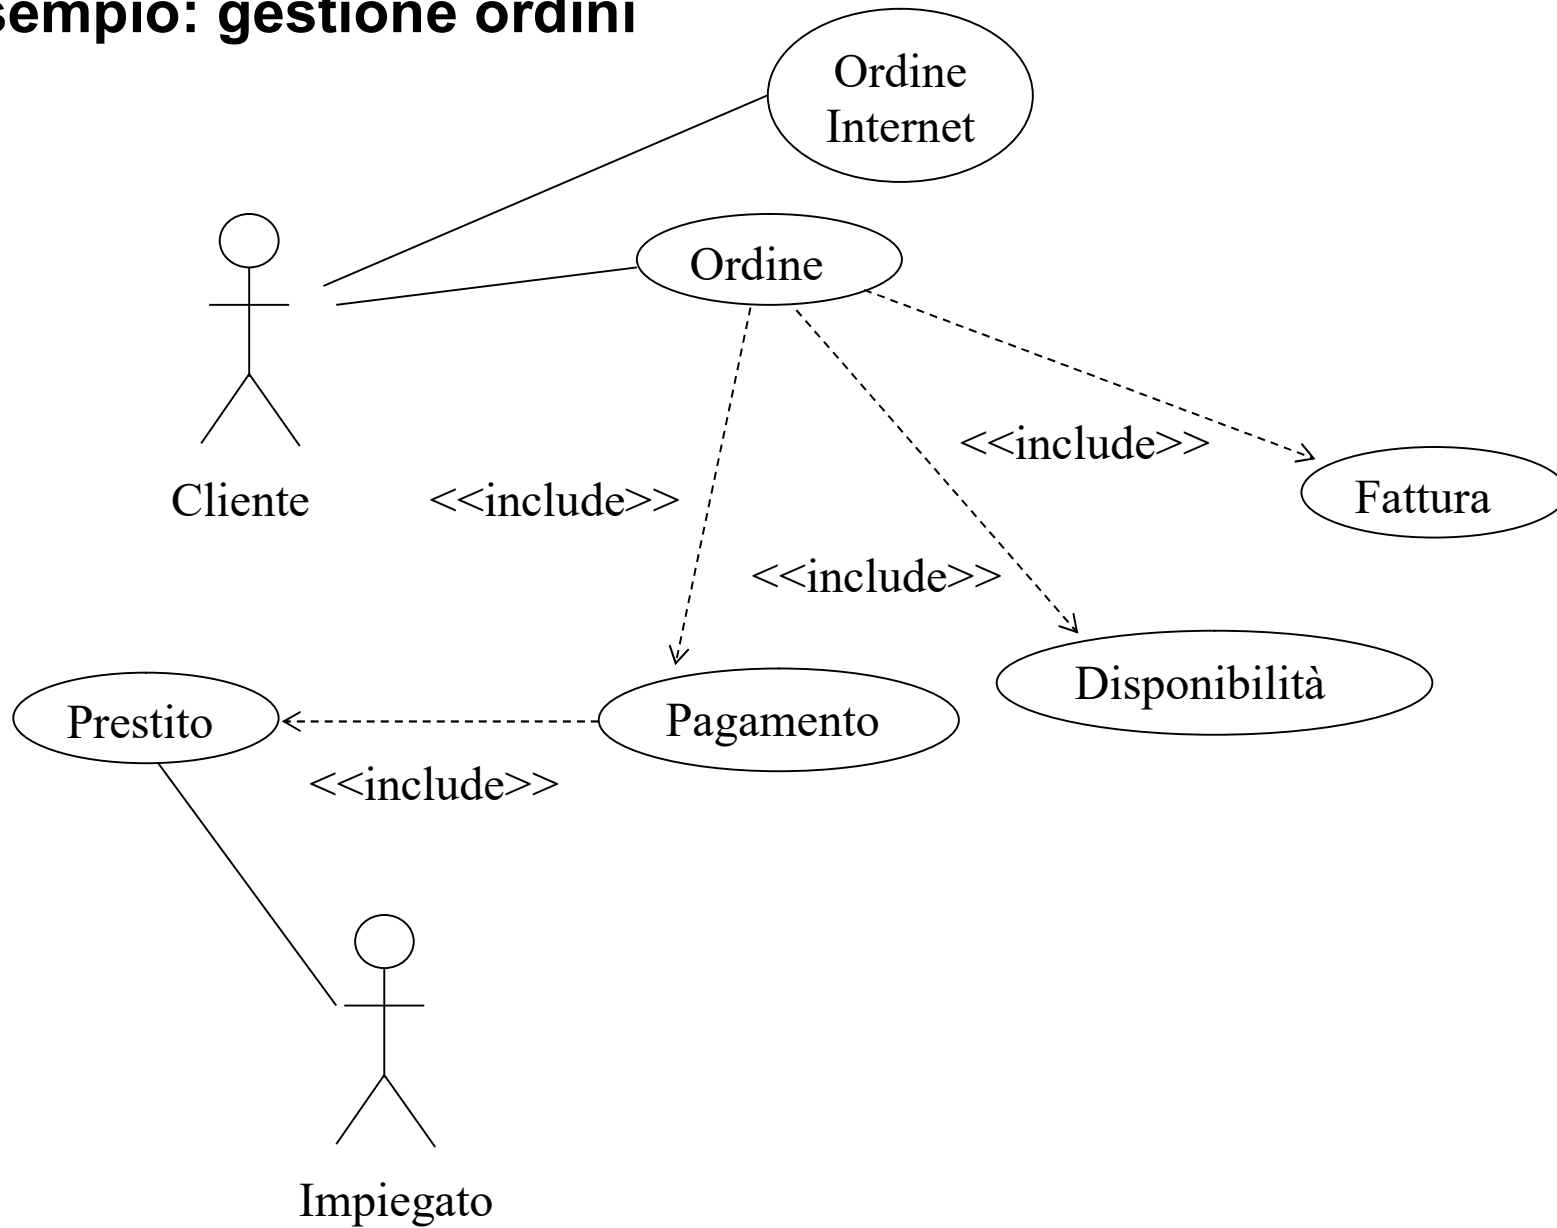 sempio: gestione ordini
Ordine
Internet
Ordine
<<include>>
Cliente
<<include>>
Fattura
<<include>>
Disponibilità
Prestito
Pagamento
<<include>>
Impiegato